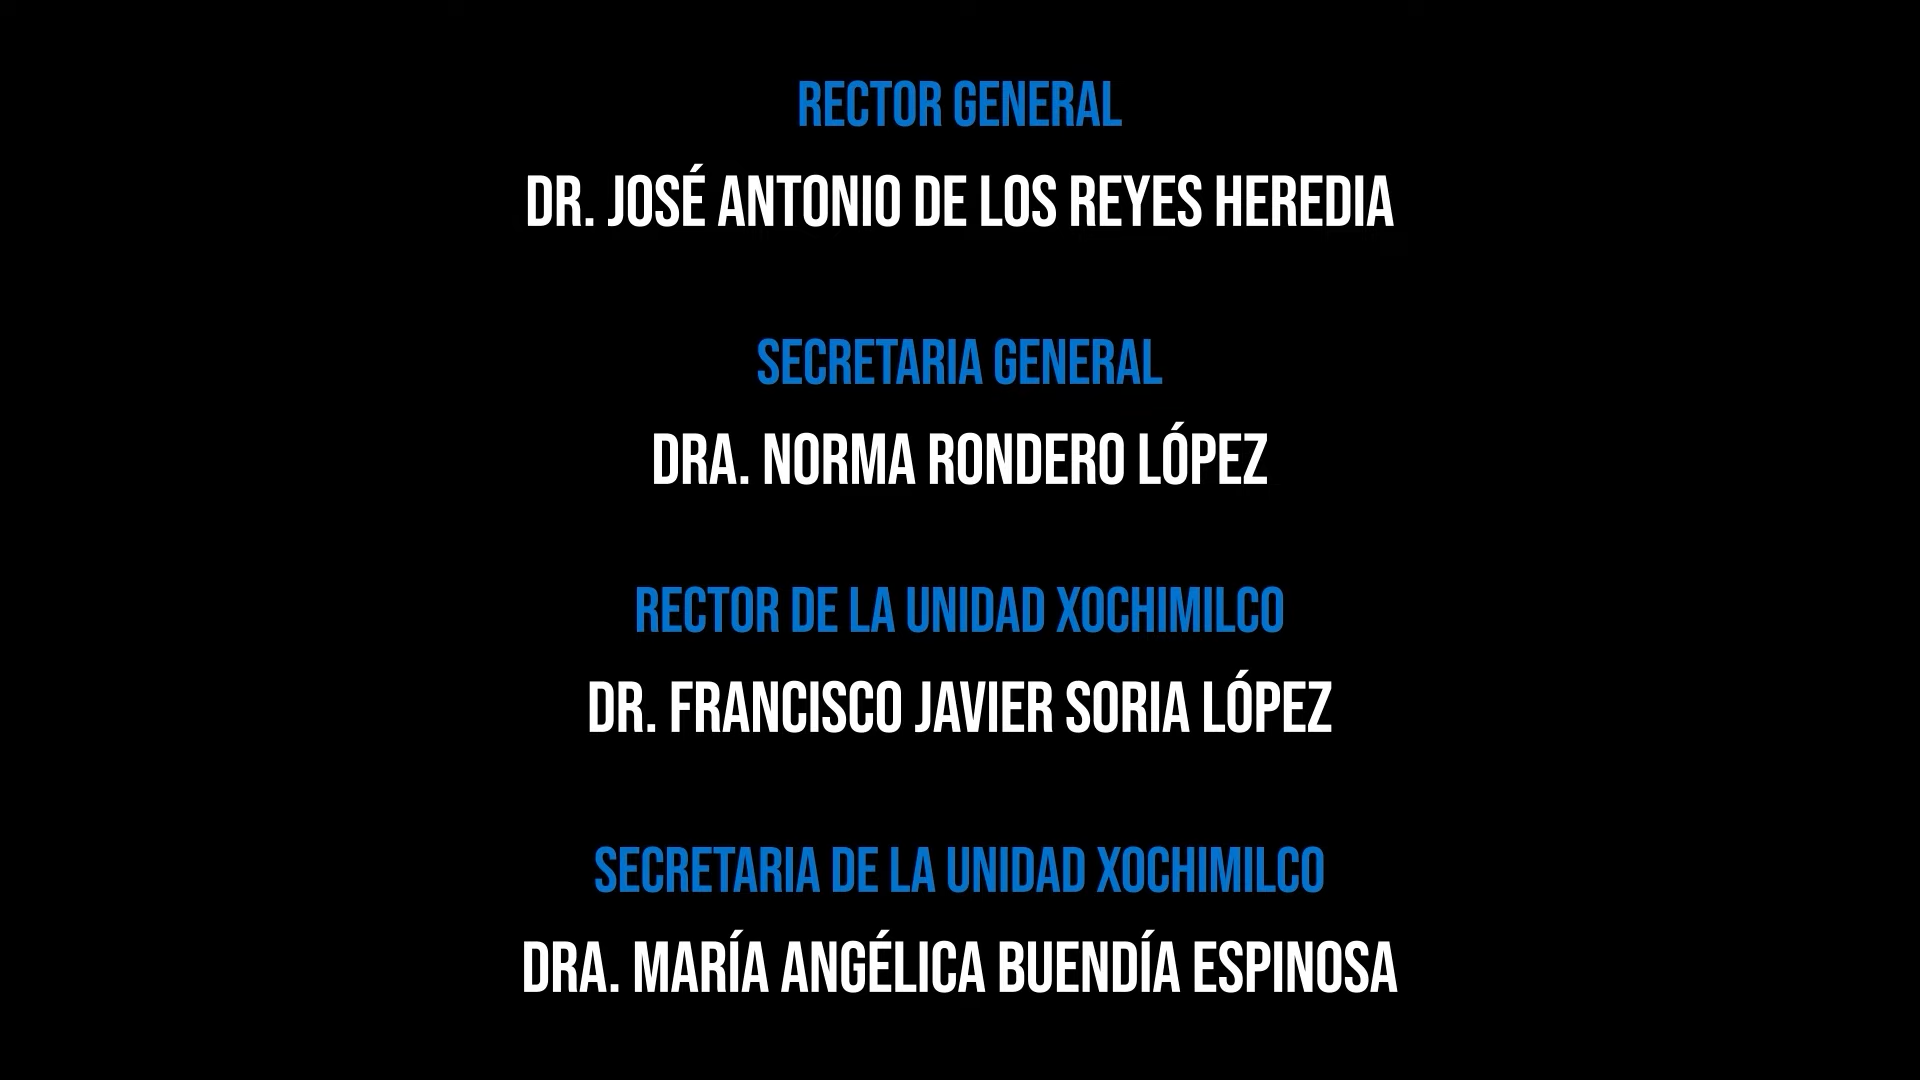 RECTOR GENERAL
DR. JOSÉ ANTONIO DE LOS REYES HEREDIA
SECRETARIA GENERAL
DRA. NORMA RONDERO LÓPEZ
RECTOR DE LA UNIDAD XOCHIMILCO
DR. FRANCISCO JAVIER SORIA LÓPEZ
SECRETARIA DE LA UNIDAD XOCHIMILCO
DRA. MARÍA ANGÉLICA BUENDÍA ESPINOSA